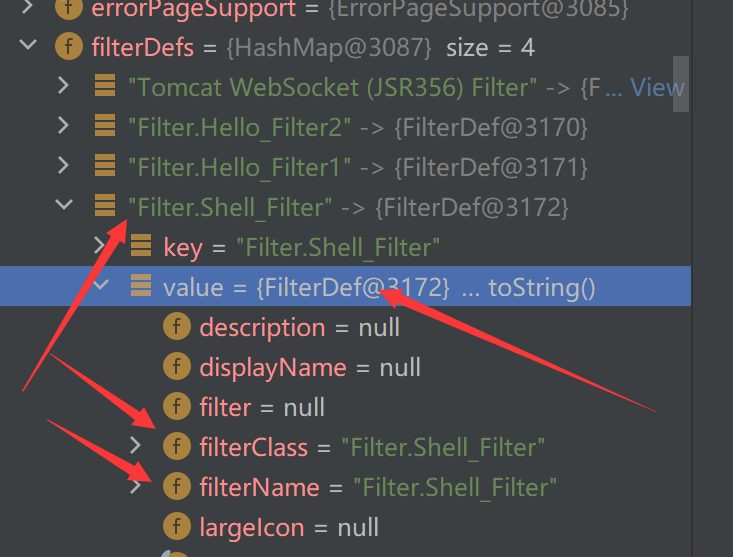 f errorPageSupport = {ErrorPageSupport@3085}
f filterDefs = {HashMap@3087} size = 4
"Tomcat WebSocket (JSR356) Filter" -> {F ... View
"Filter.Hello_Filter2" -> {FilterDef@3170}
"Filter.Hello_Filter1" -> {FilterDef@3171}
"Filter.Shell_Filter" -> {FilterDef@3172}
key = "Filter.Shell_Filter"
value = {FilterDef@3172} ... toString()
f description = null
f displayName = null
f filter = null
f filterClass = "Filter.Shell_Filter"
f filterName = "Filter.Shell_Filter"
f largeIcon = null